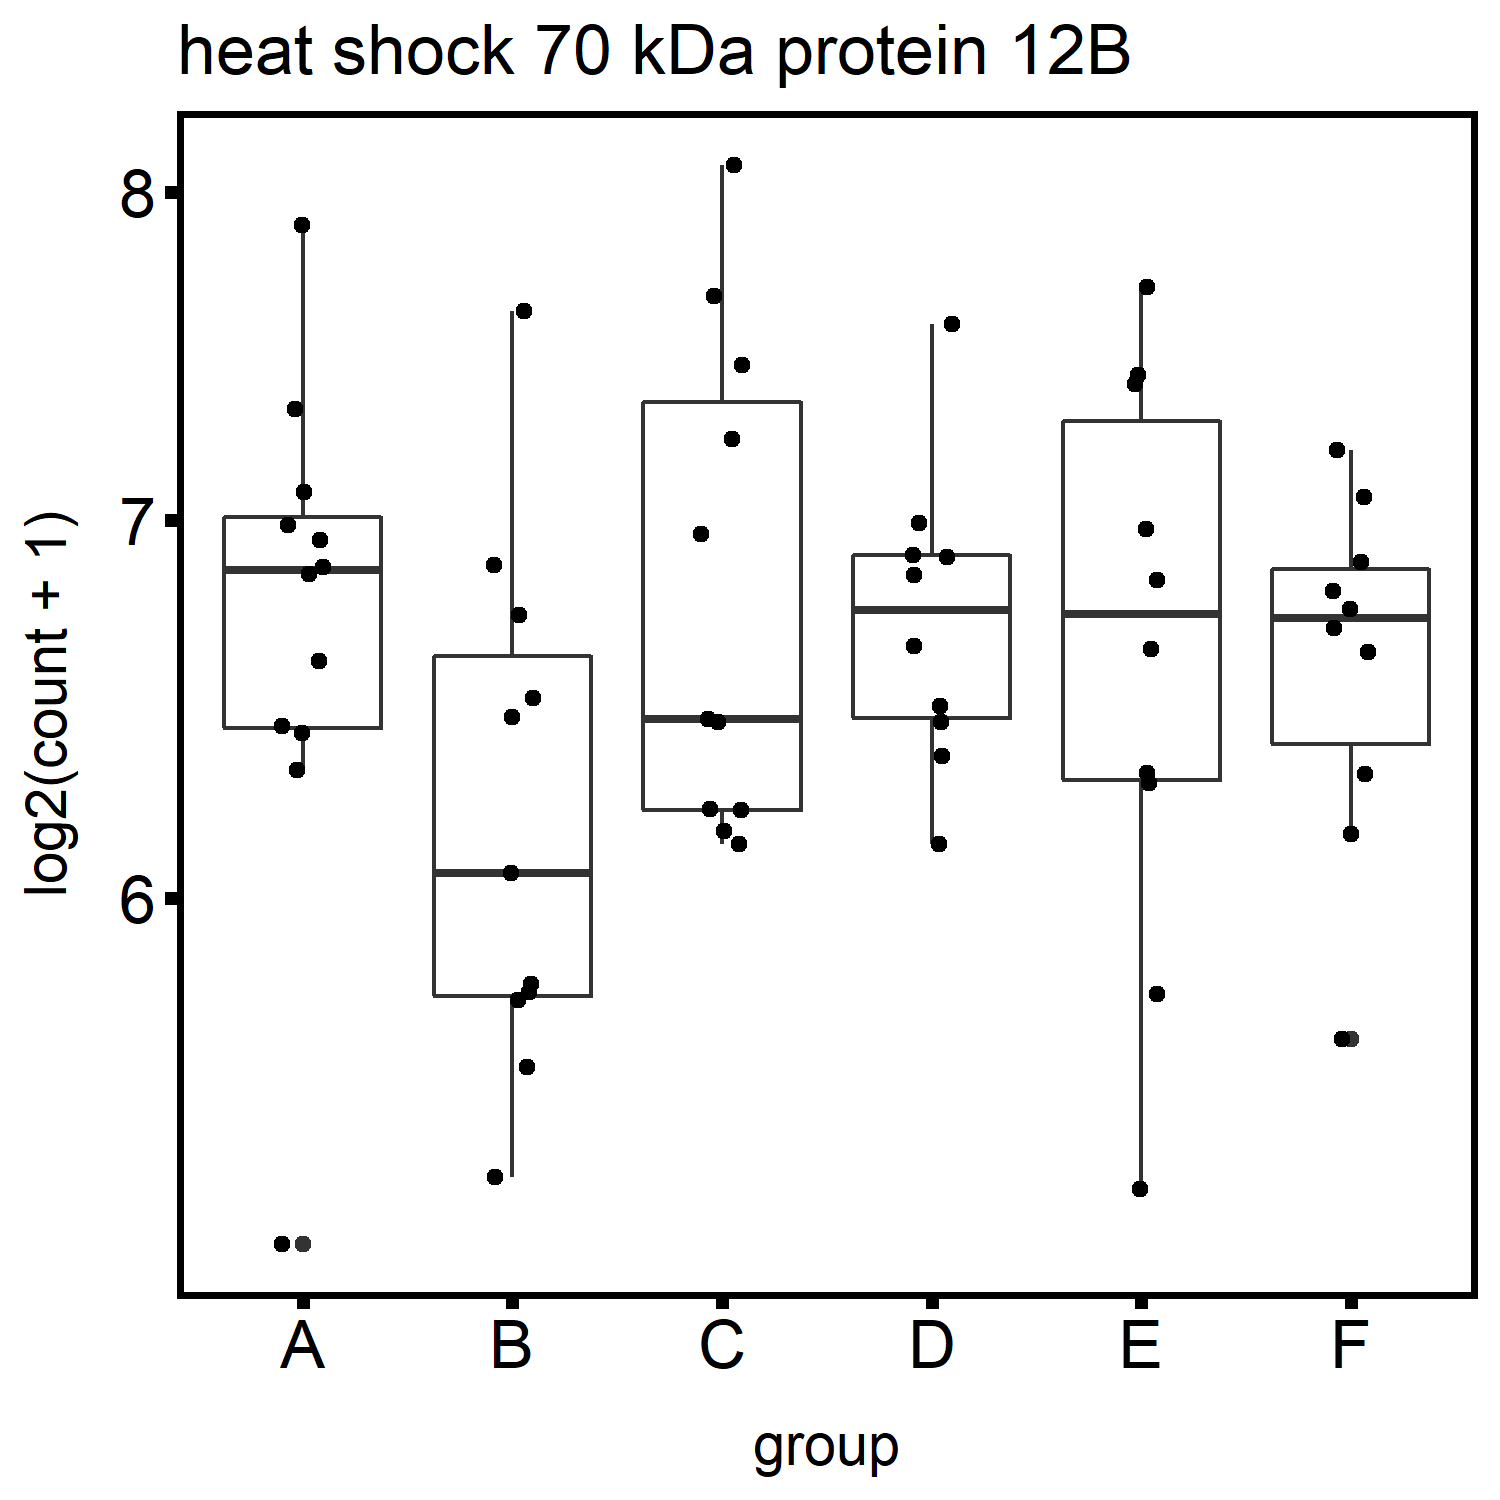 heat shock 70 kDa protein 12B
log2(count + 1)
8
7
6
A B C D E F
group